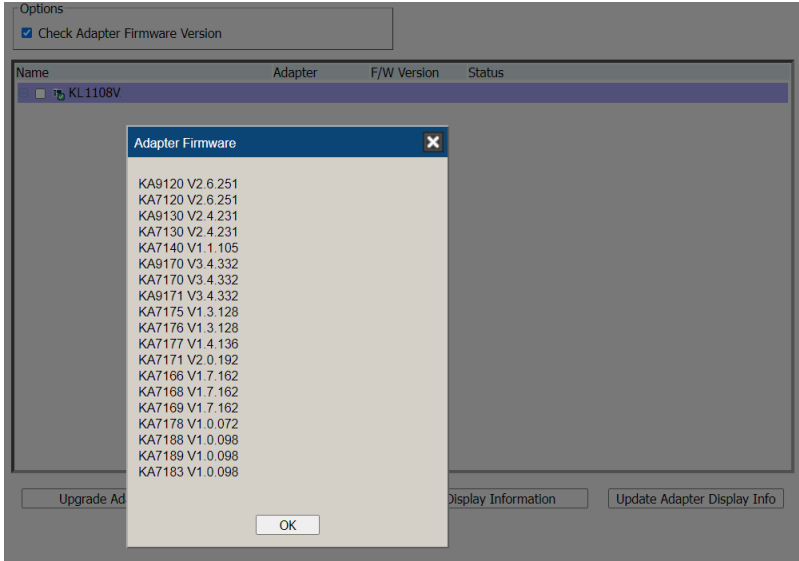 Options
Check Adapter Firmware Version
Name Adapter F/W Version Status
KL1108V
Adapter Firmware
KA9120 V2.6.251
KA7120 V2.6.251
KA9130 V2.4.231
KA7130 V2.4.231
KA7140 V1.1.105
KA9170 V3.4.332
KA7170 V3.4.332
KA9171 V3.4.332
KA7175 V1.3.128
KA7176 V1.3.128
KA7177 V1.4.136
KA7171 V2.0.192
KA7166 V1.7.162
KA7168 V1.7.162
KA7169 V1.7.162
KA7178 V1.0.072
KA7188 V1.0.098
KA7189 V1.0.098
KA7183 V1.0.098
Upgrade Ad Display Information Update Adapter Display Info
OK